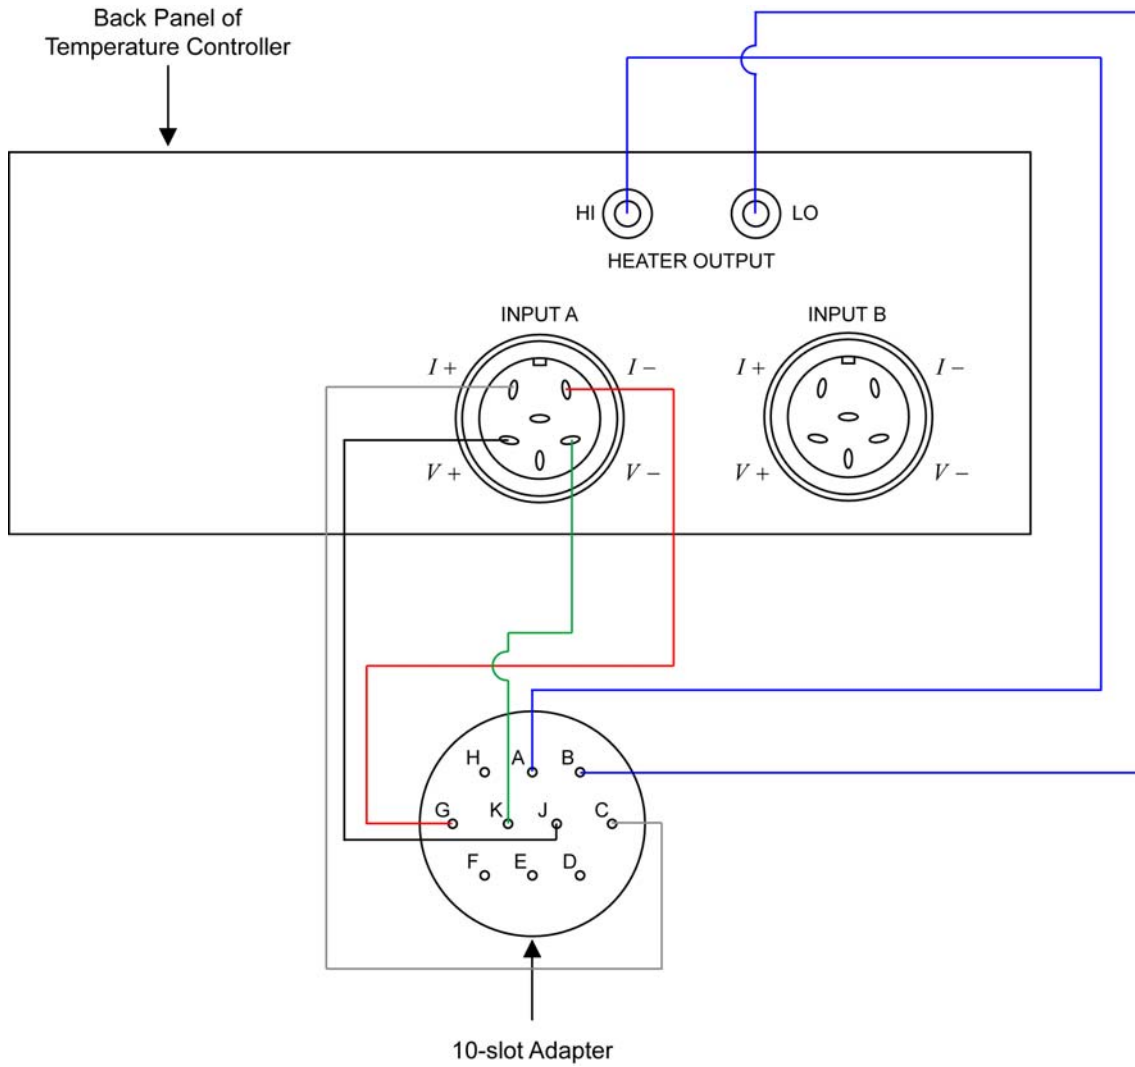 Back Panel of
Temperature Controller
HI
LO
HEATER OUTPUT
INPUT A
INPUT B
I +
I −
I +
I −
V +
V −
V +
V −
H
A
B
G
K
J
C
F
E
D
10-slot Adapter